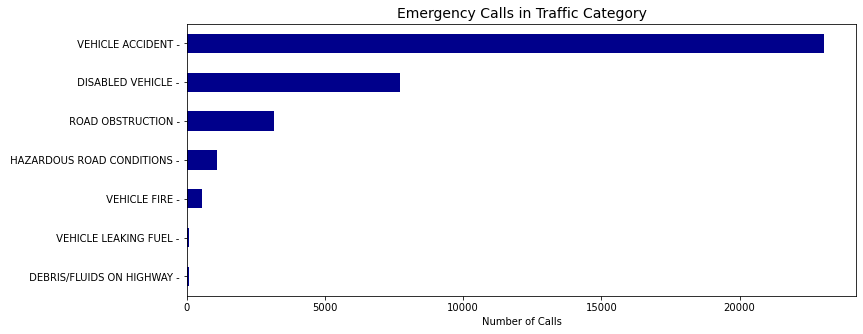 Emergency Calls in Traffic Category
VEHICLE ACCIDENT -
DISABLED VEHICLE -
ROAD OBSTRUCTION -
HAZARDOUS ROAD CONDITIONS -
VEHICLE FIRE -
VEHICLE LEAKING FUEL -
DEBRIS/FLUIDS ON HIGHWAY -
0 5000 10000 15000 20000
Number of Calls